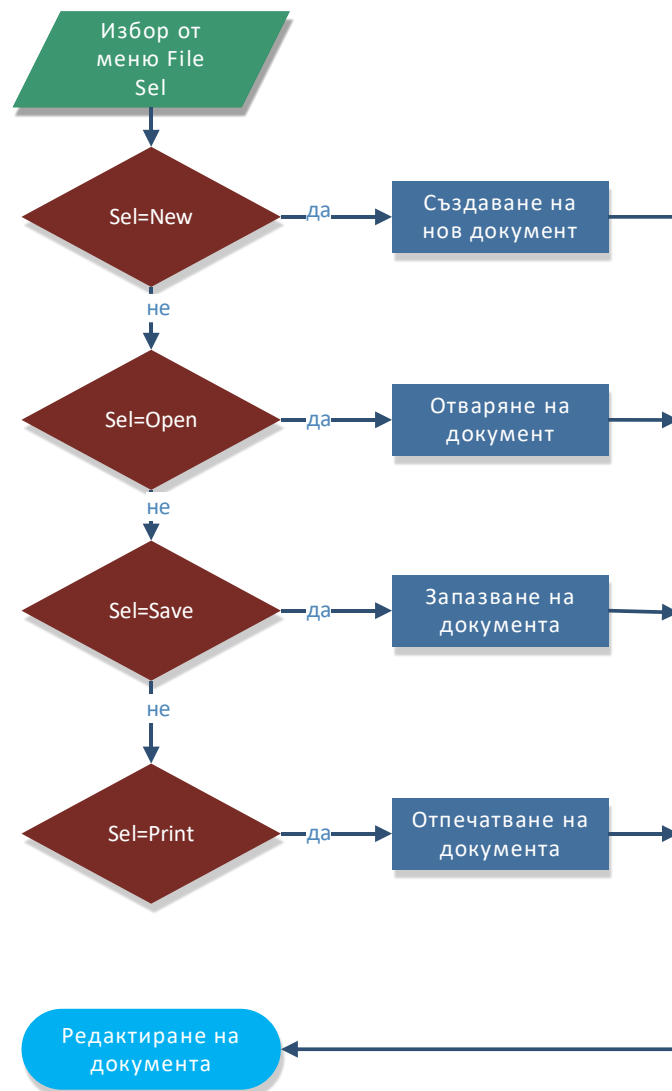 Избор от
меню File
Sel
Sel=New
да
Създаване на
нов документ
не
Sel=Open
да
Отваряне на
документ
не
Sel=Save
да
Запазване на
документа
не
Sel=Print
да
Отпечатване на
документа
Редактиране на
документа